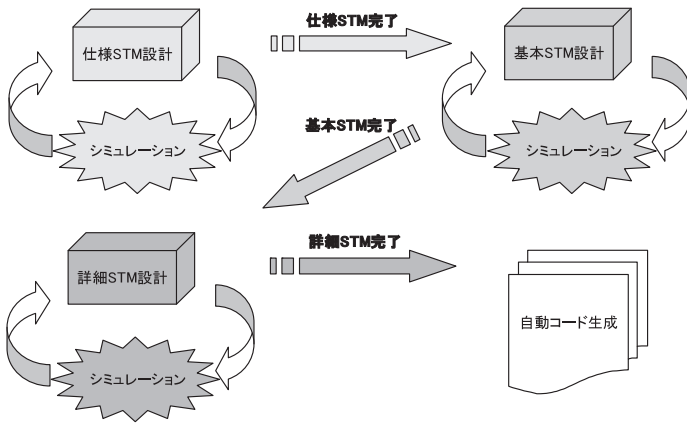 仕様STM設計
シミュレーション
仕様STM完了
基本STM設計
シミュレーション
基本STM完了
詳細STM設計
シミュレーション
詳細STM完了
自動コード生成